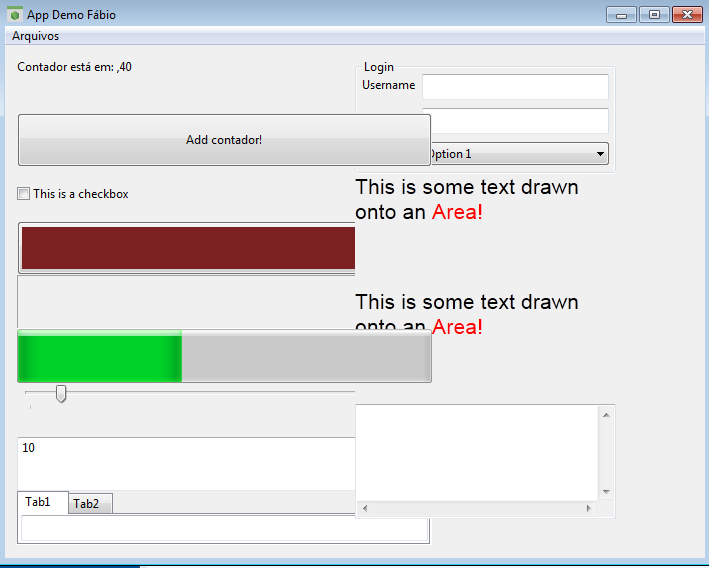 App Demo Fábio
Arquivos
Contador está em: ,40
Add contador!
This is a checkbox
10
Tab1 Tab2
Login
Username
Option 1
This is some text drawn
onto an Area!
This is some text drawn
onto an Area!